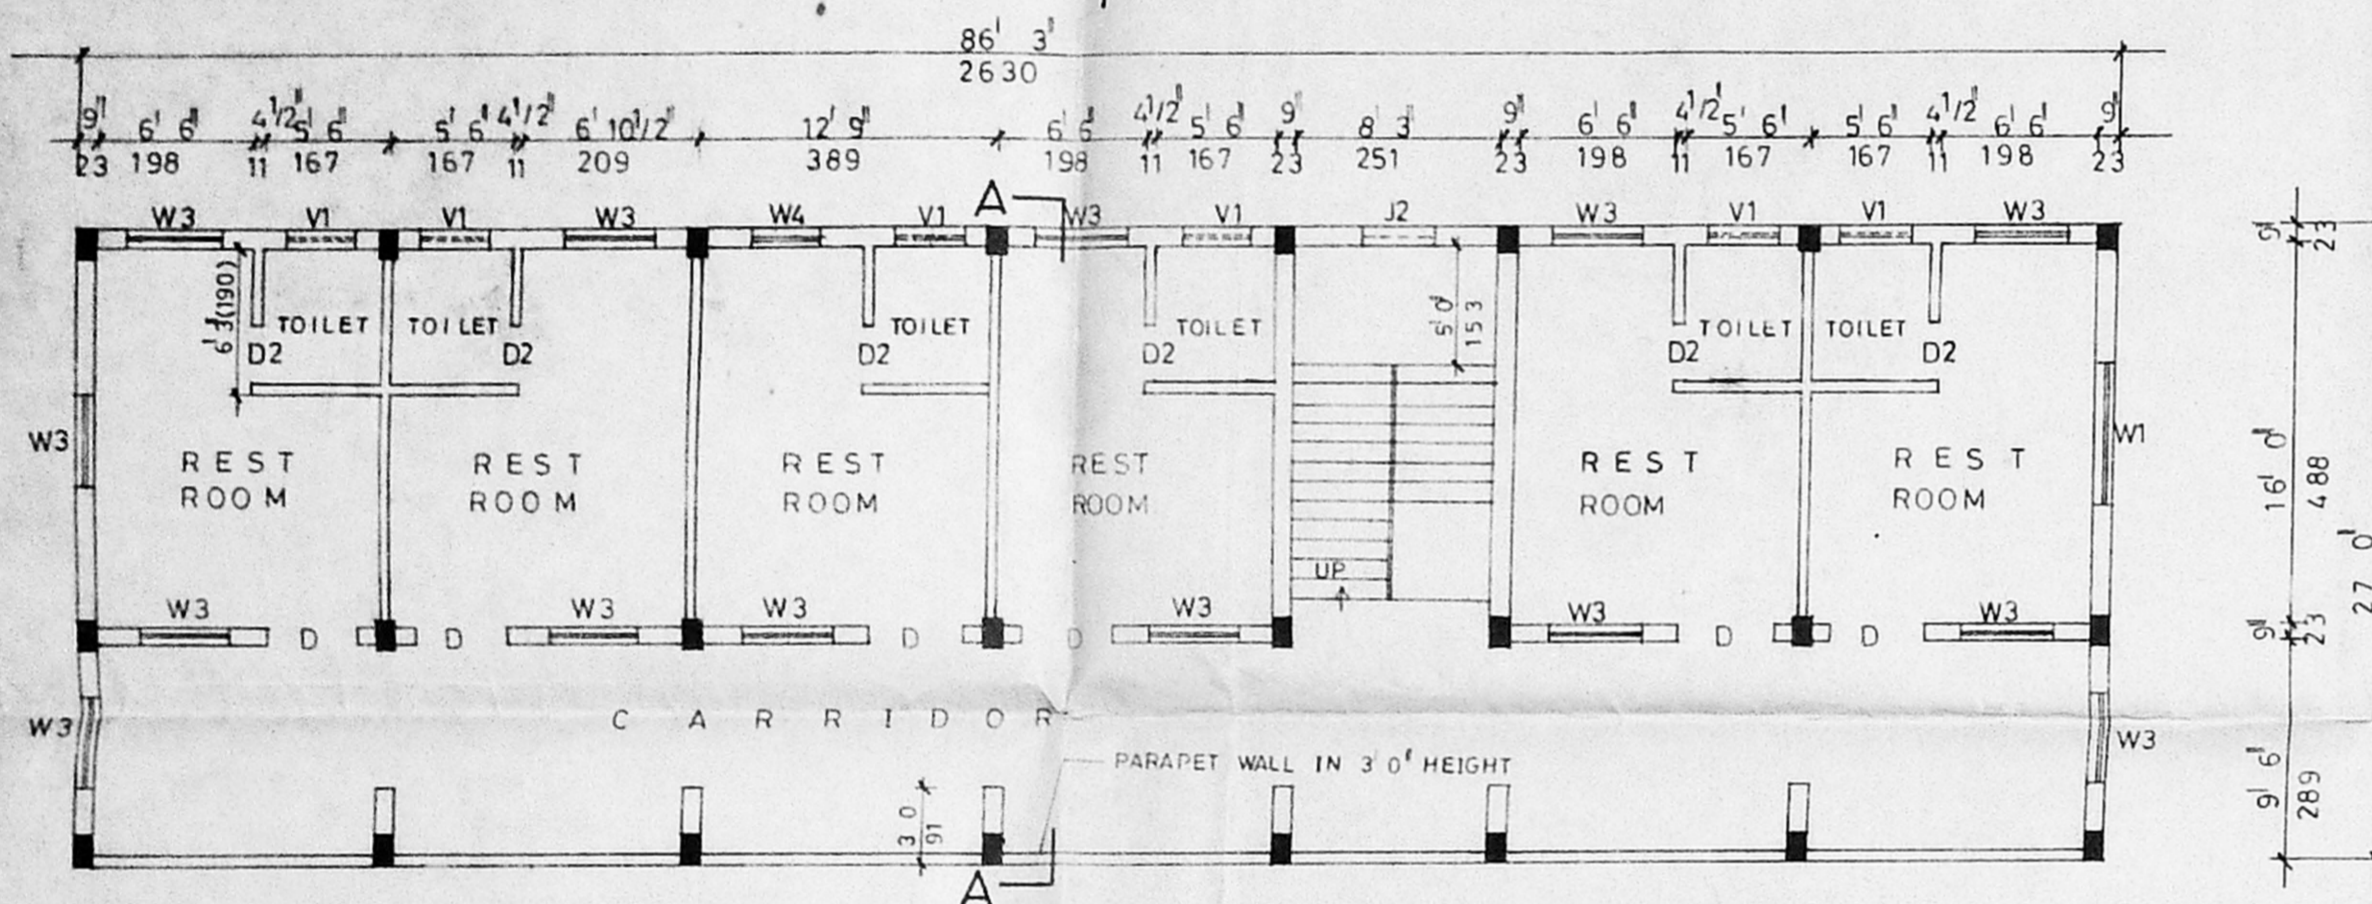 86' 3"
2630
9" 6' 6" 4 1/2" 5' 6" 5' 6" 4 1/2" 6' 10 1/2" 12' 9" 6' 6" 4 1/2" 5' 6" 9" 8' 3" 9" 6' 6" 4 1/2" 5' 6" 5' 6" 4 1/2" 6' 6" 9"
23 198 11 167 167 11 209 389 198 11 167 23 251 23 198 11 167 167 11 198 23
A
W3 V1 V1 W3 W4 V1 W3 V1 J2 W3 V1 V1 W3
9"
23
6' 3"(190)
5' 0"
153
TOILET TOILET TOILET TOILET TOILET TOILET
D2 D2 D2 D2 D2 D2
W3 W1
REST REST REST REST REST REST
ROOM ROOM ROOM ROOM ROOM ROOM
16' 0"
488
27' 0"
UP
W3 W3 W3 W3 W3 W3
D D D D D D
9"
23
W3 CARRIDOR W3
PARAPET WALL IN 3' 0" HEIGHT
9' 6"
289
3 0
91
A